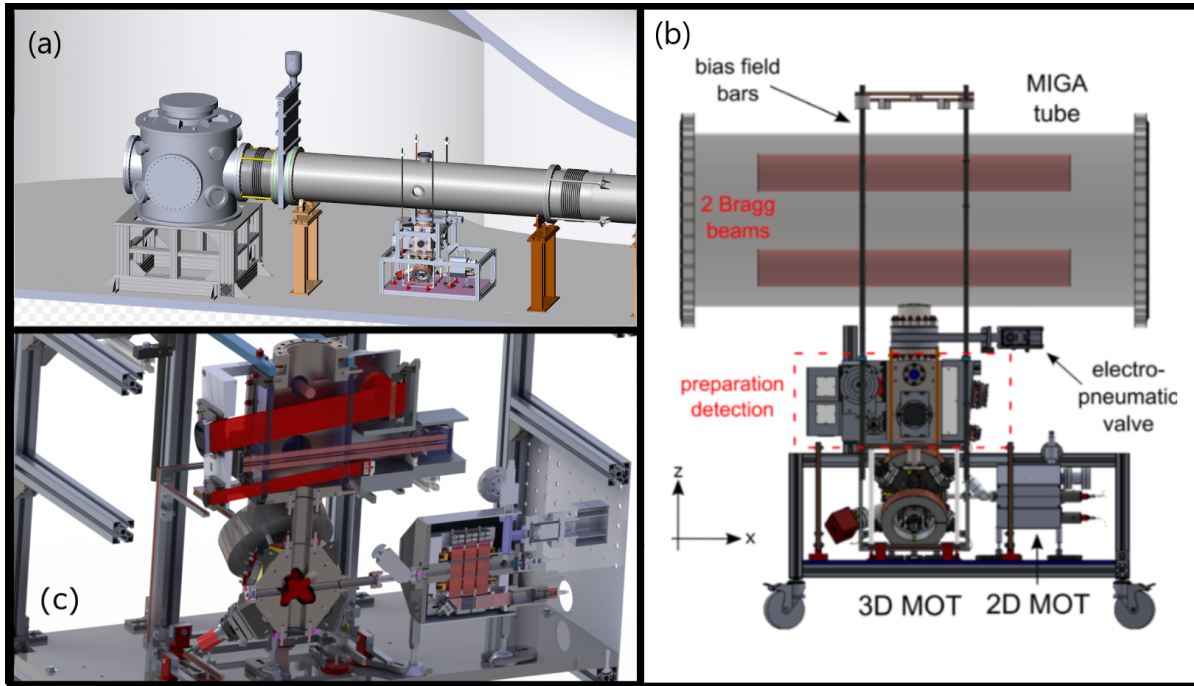 (a)
(b)
bias field
bars
MIGA
tube
2 Bragg
beams
preparation
detection
electro-
pneumatic
valve
z
x
3D MOT
2D MOT
(c)